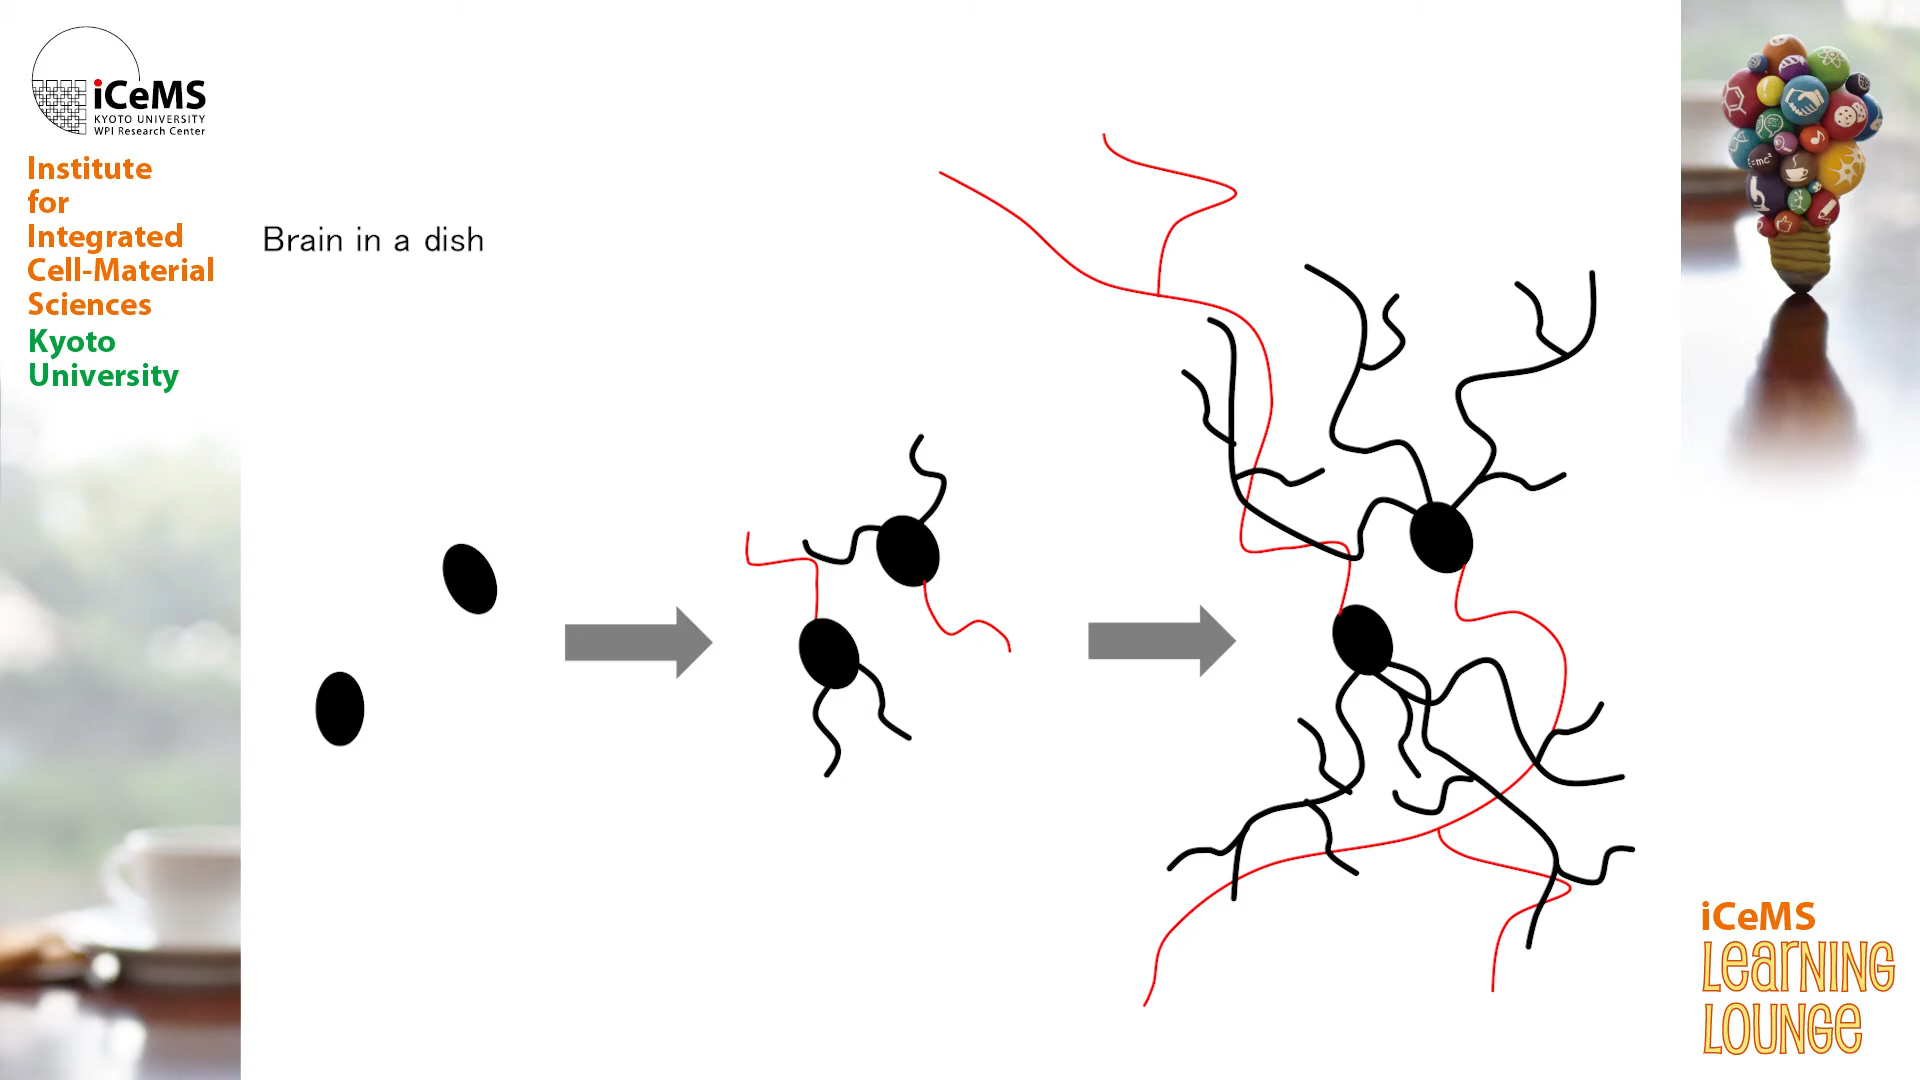 iCeMS
KYOTO UNIVERSITY
WPI Research Center
Institute
for
Integrated
Cell-Material
Sciences
Kyoto
University
Brain in a dish
=mc²
iCeMS
LeaRNING
LOUNGe